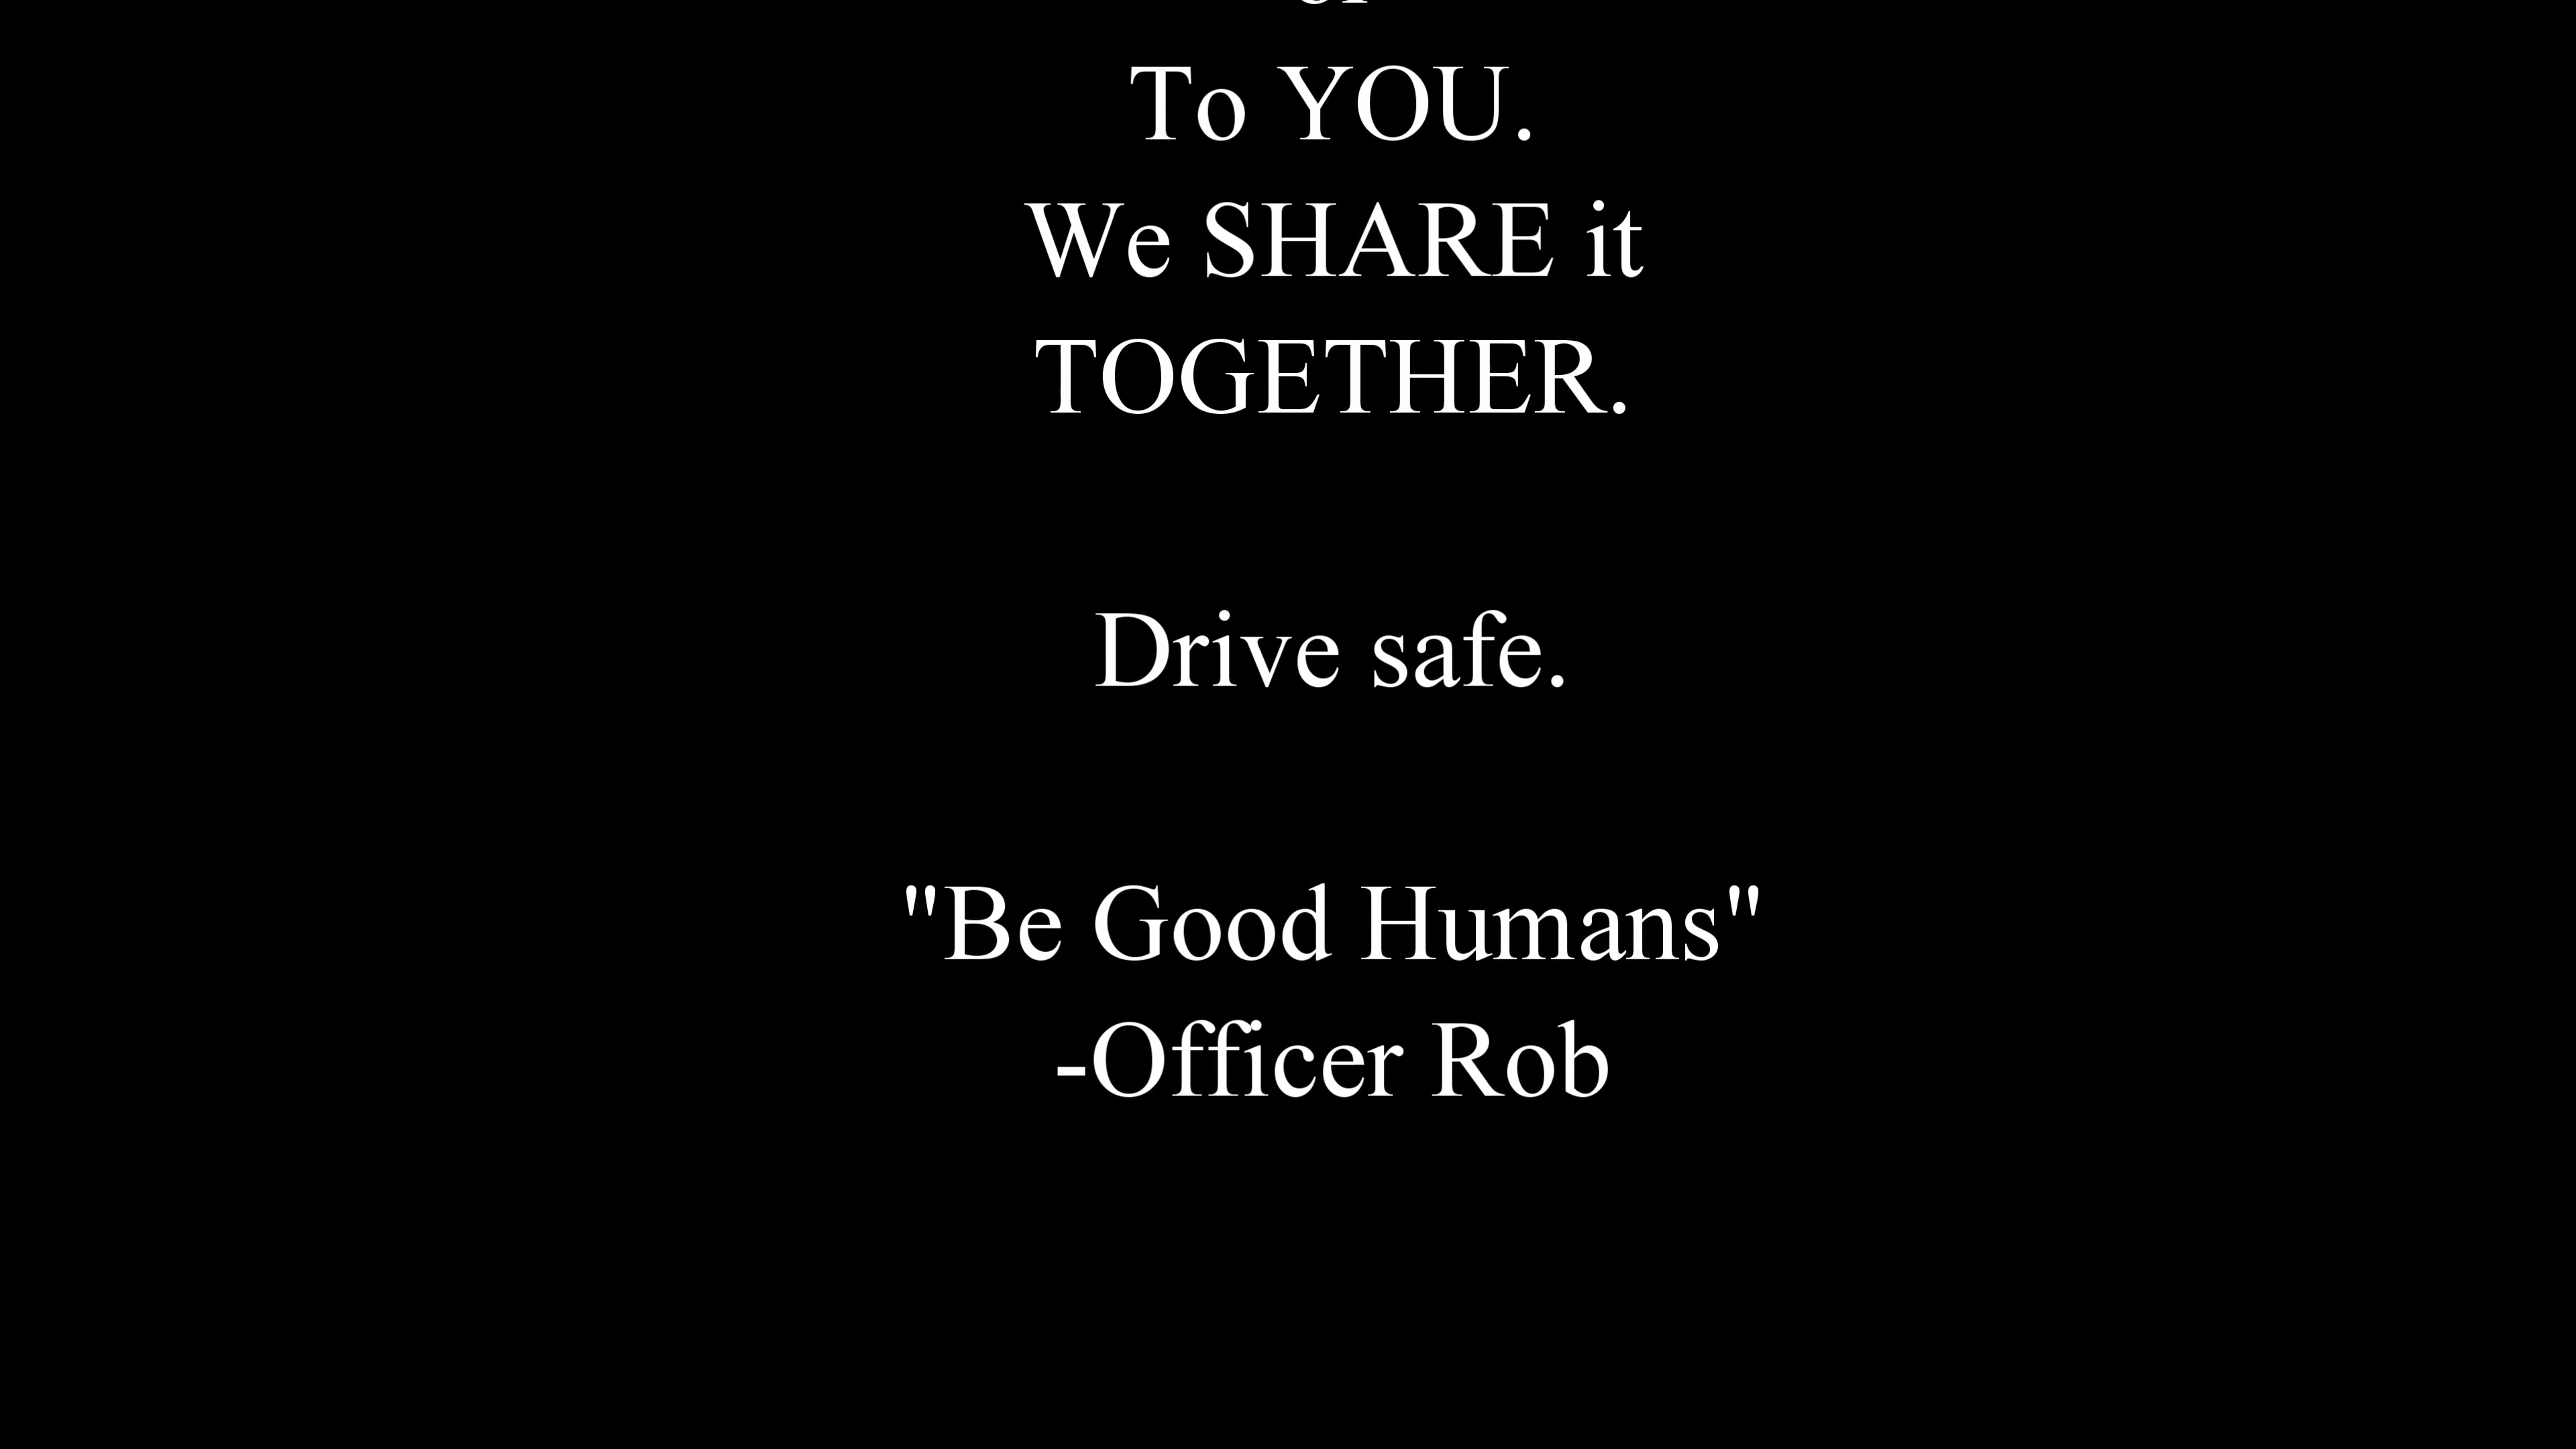 To YOU.
We SHARE it
TOGETHER.
Drive safe.
"Be Good Humans"
-Officer Rob